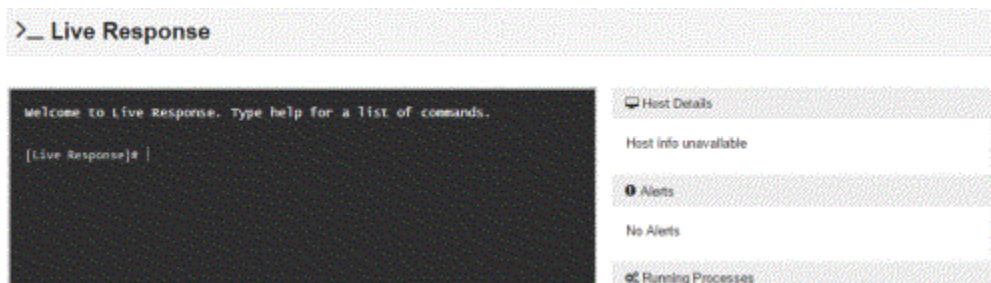 >_ Live Response
Welcome to Live Response. Type help for a list of commands.
[Live Response]# |
Host Details
Host info unavailable
Alerts
No Alerts
Running Processes